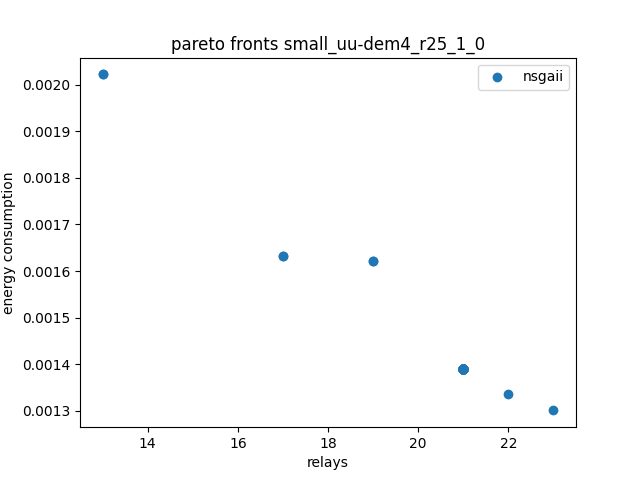 pareto fronts small_uu-dem4_r25_1_0
nsgaii
0.0020
0.0019
0.0018
0.0017
0.0016
0.0015
0.0014
0.0013
energy consumption
14 16 18 20 22
relays